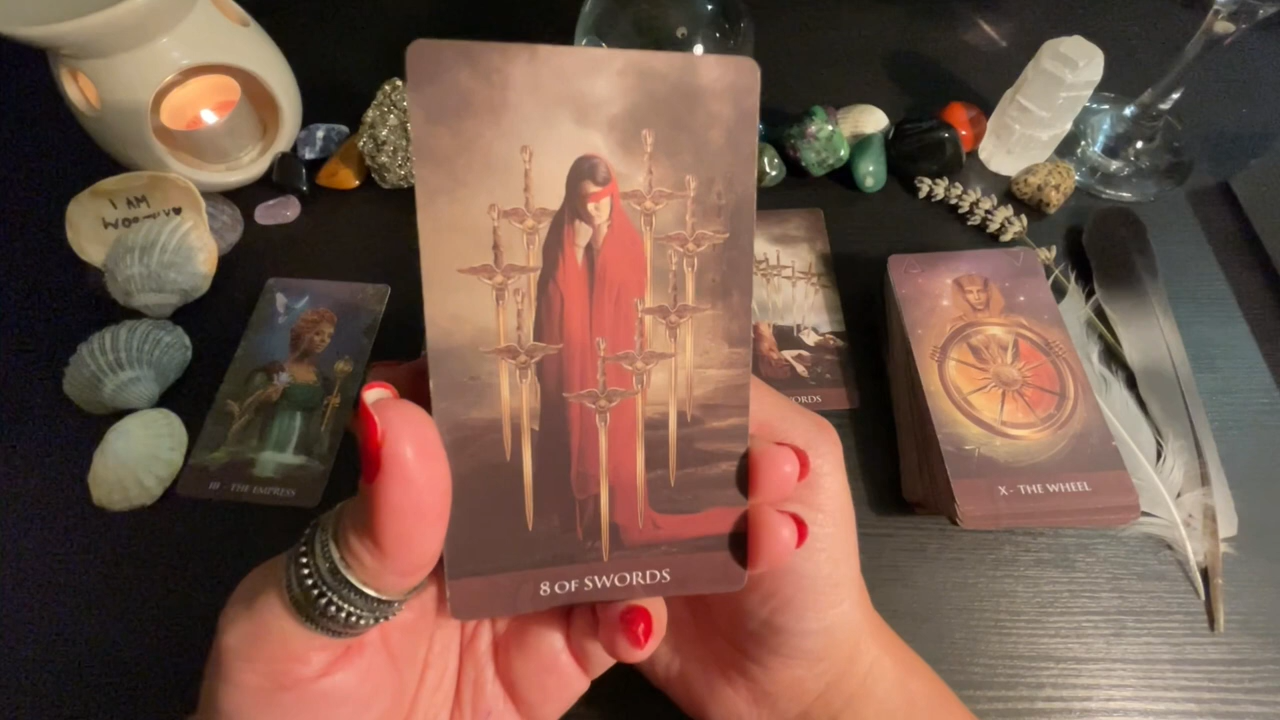 I AM
III - THE EMPRESS
8 OF SWORDS
X - THE WHEEL